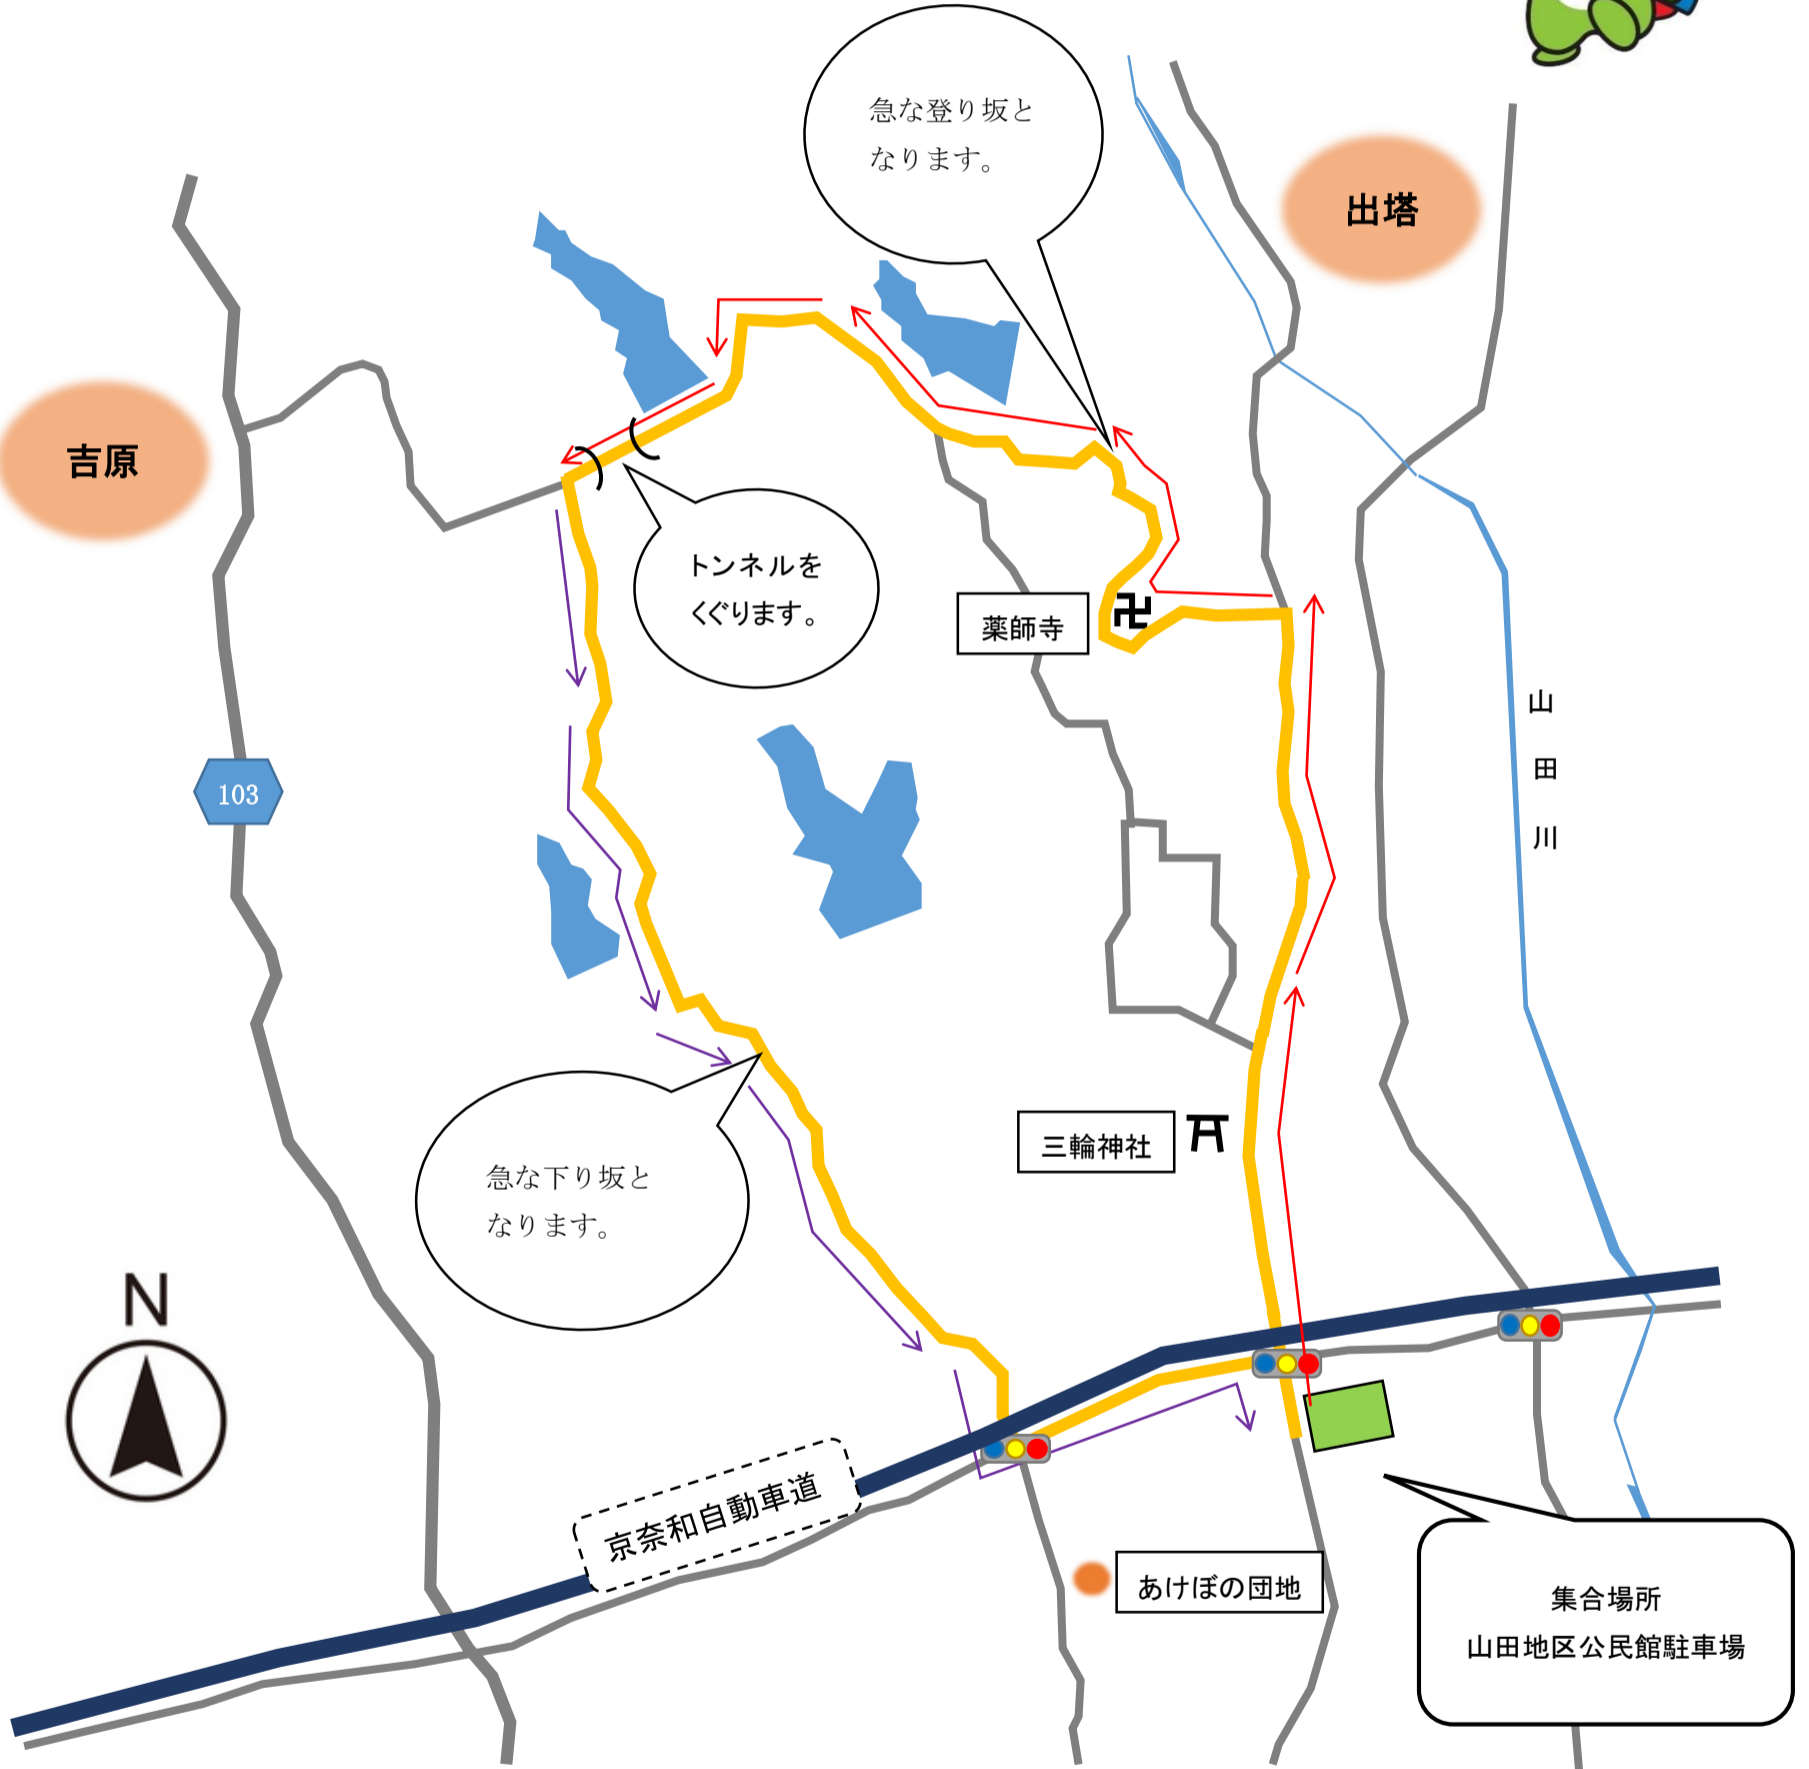 急な登り坂と
なります。
出塔
吉原
トンネルを
くぐります。
薬師寺
山田川
103
三輪神社
急な下り坂と
なります。
N
京奈和自動車道
あけぼの団地
集合場所
山田地区公民館駐車場